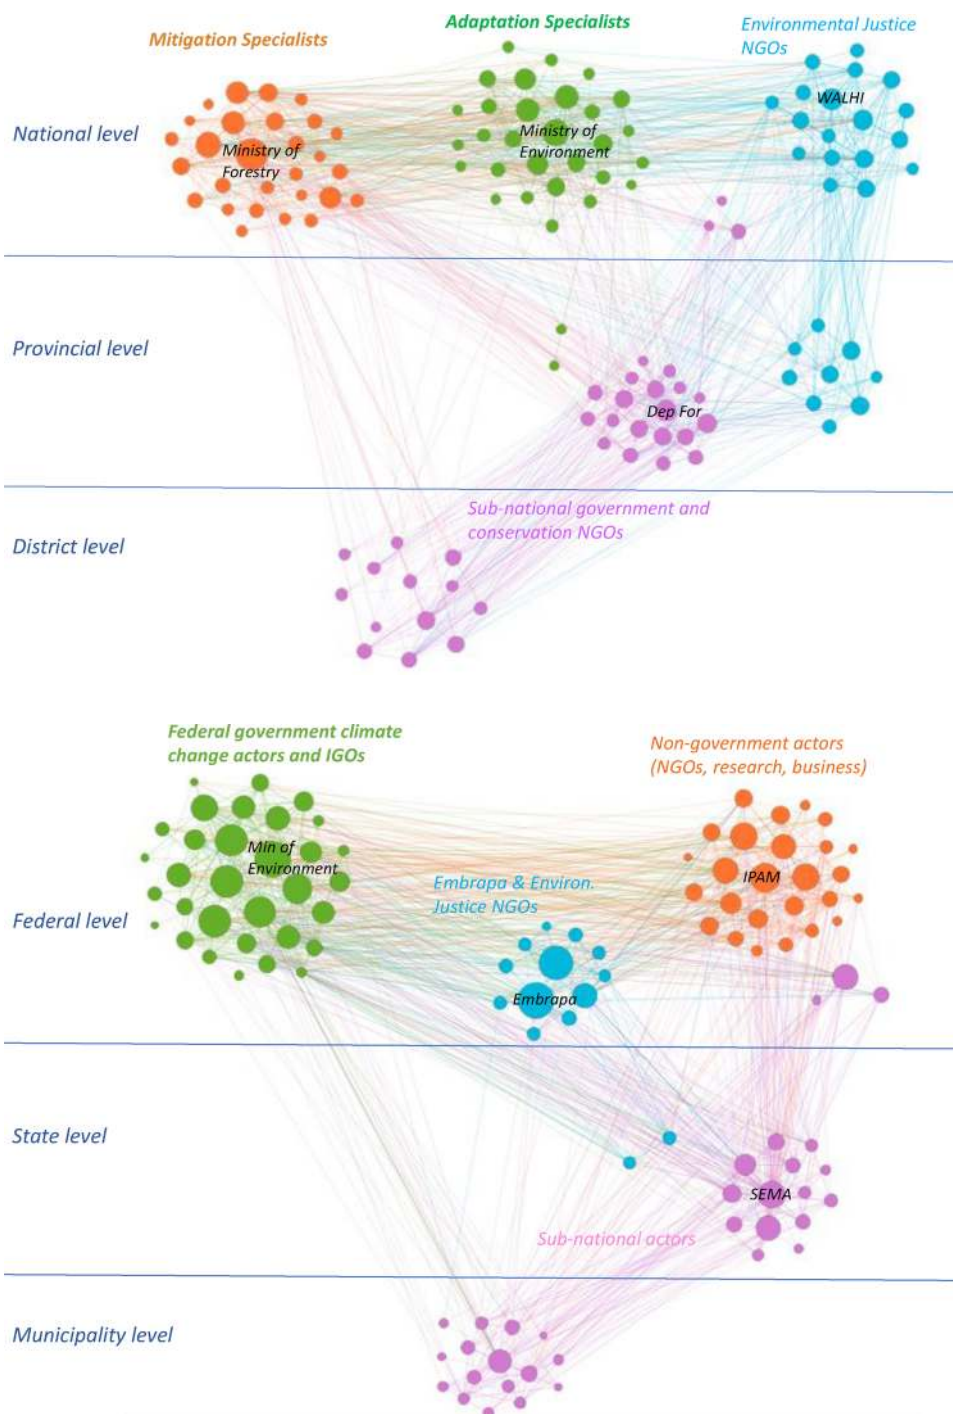 Mitigation Specialists
Adaptation Specialists
Environmental Justice
NGOs
National level
Ministry of
Forestry
Ministry of
Environment
WALHI
Provincial level
Dep For
Sub-national government and
conservation NGOs
District level
Federal government climate
change actors and IGOs
Non-government actors
(NGOs, research, business)
Min of
Environment
IPAM
Embrapa & Environ.
Justice NGOs
Federal level
Embrapa
State level
SEMA
Sub-national actors
Municipality level